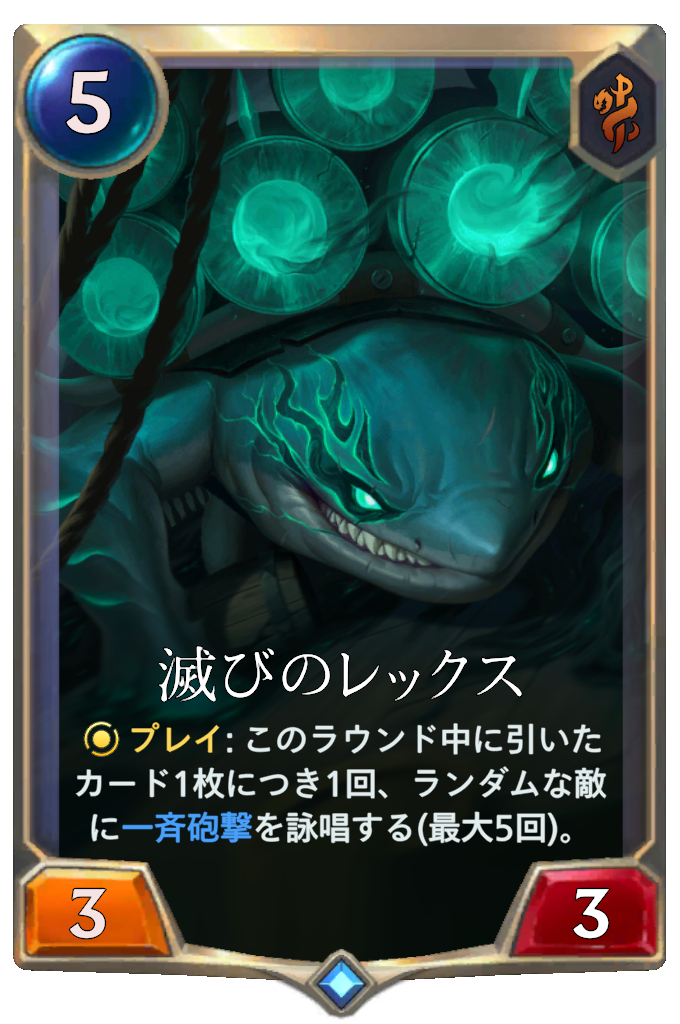 5
滅びのレックス
プレイ: このラウンド中に引いた
カード1枚につき1回、ランダムな敵
に一斉砲撃を詠唱する(最大5回)。
3
3